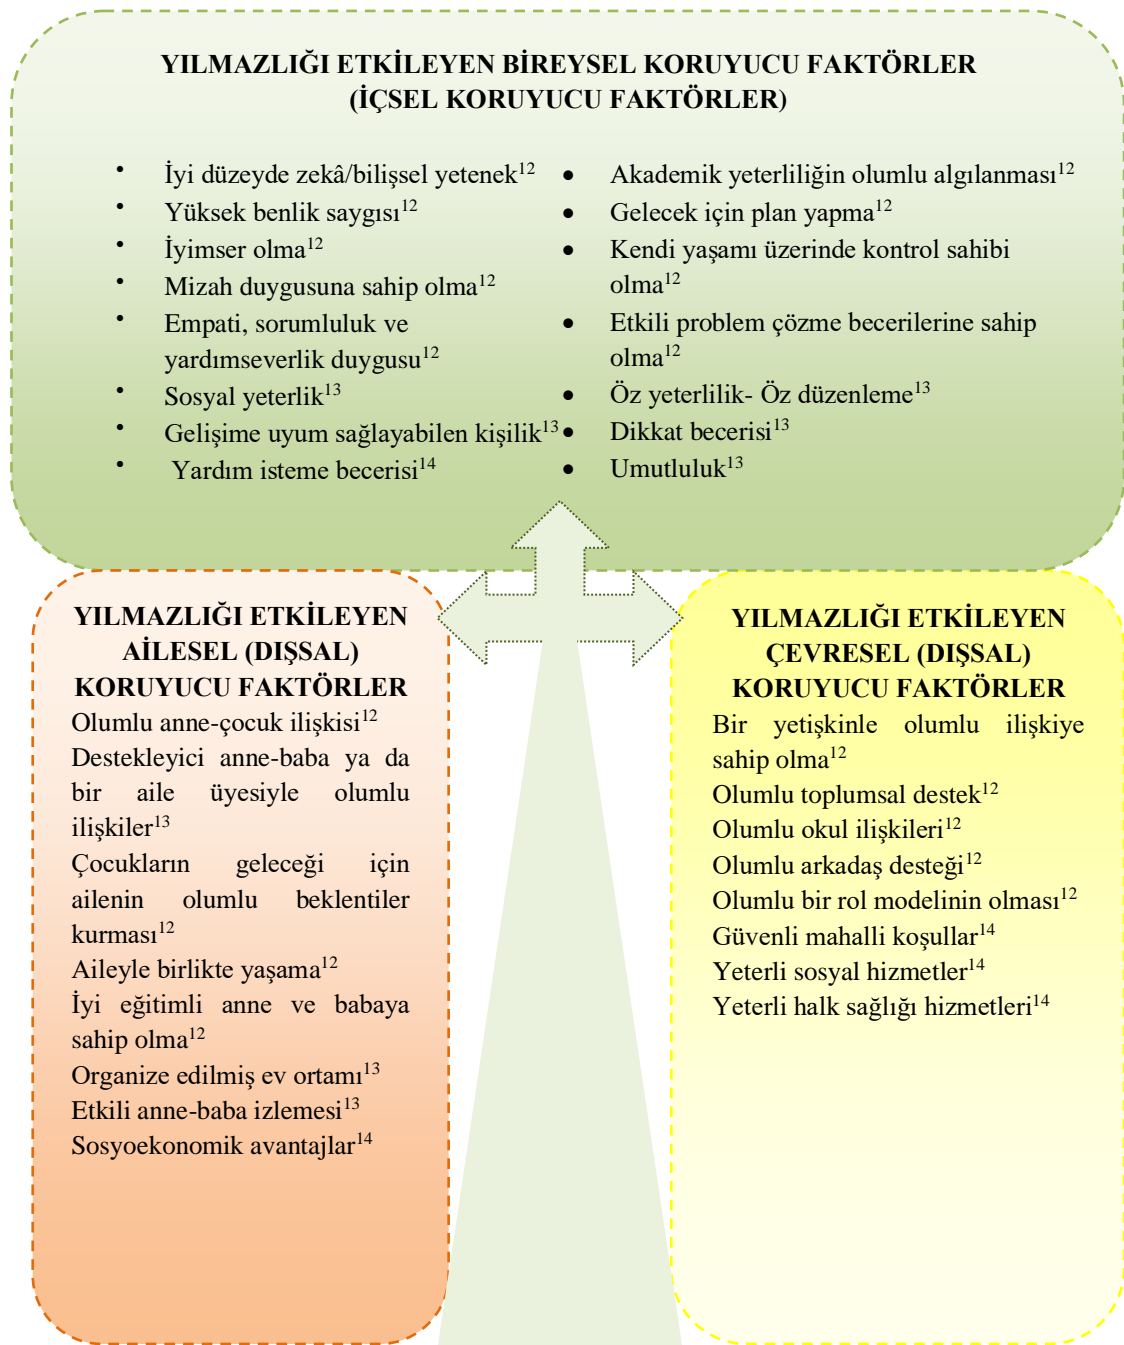 YILMAZLIĞI ETKİLEYEN BİREYSEL KORUYUCU FAKTÖRLER
(İÇSEL KORUYUCU FAKTÖRLER)
• İyi düzeyde zekâ/bilişsel yetenek¹²
• Yüksek benlik saygısı¹²
• İyimser olma¹²
• Mizah duygusuna sahip olma¹²
• Empati, sorumluluk ve
yardımseverlik duygusu¹²
• Sosyal yeterlik¹³
• Gelişime uyum sağlayabilen kişilik¹³
• Yardım isteme becerisi¹⁴
• Akademik yeterliliğin olumlu algılanması¹²
• Gelecek için plan yapma¹²
• Kendi yaşamı üzerinde kontrol sahibi
olma¹²
• Etkili problem çözme becerilerine sahip
olma¹²
• Öz yeterlilik- Öz düzenleme¹³
• Dikkat becerisi¹³
• Umutluluk¹³
YILMAZLIĞI ETKİLEYEN
AİLESEL (DIŞSAL)
KORUYUCU FAKTÖRLER
Olumlu anne-çocuk ilişkisi¹²
Destekleyici anne-baba ya da
bir aile üyesiyle olumlu
ilişkiler¹³
Çocukların geleceği için
ailenin olumlu beklentiler
kurması¹²
Aileyle birlikte yaşama¹²
İyi eğitimli anne ve babaya
sahip olma¹²
Organize edilmiş ev ortamı¹³
Etkili anne-baba izlemesi¹³
Sosyoekonomik avantajlar¹⁴
YILMAZLIĞI ETKİLEYEN
ÇEVRESEL (DIŞSAL)
KORUYUCU FAKTÖRLER
Bir yetişkinle olumlu ilişkiye
sahip olma¹²
Olumlu toplumsal destek¹²
Olumlu okul ilişkileri¹²
Olumlu arkadaş desteği¹²
Olumlu bir rol modelinin olması¹²
Güvenli mahalli koşullar¹⁴
Yeterli sosyal hizmetler¹⁴
Yeterli halk sağlığı hizmetleri¹⁴